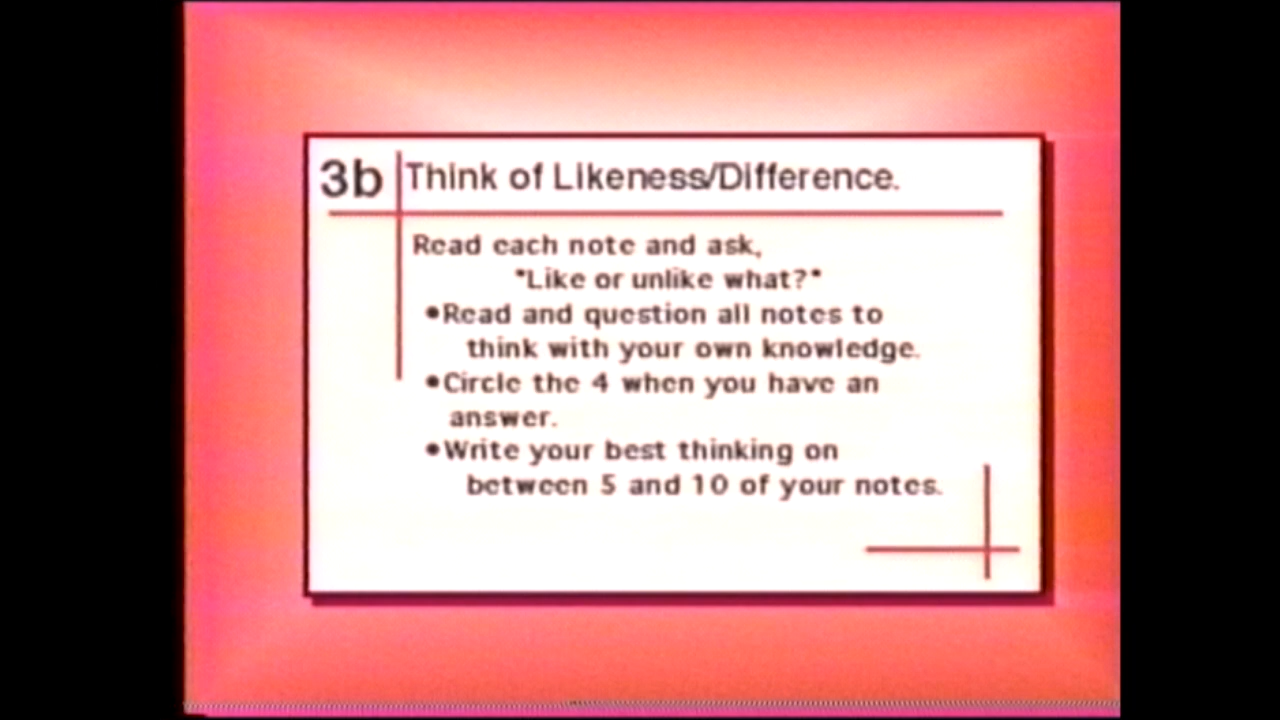 3b Think of Likeness/Difference.
Read each note and ask,
"Like or unlike what?"
•Read and question all notes to
think with your own knowledge.
•Circle the 4 when you have an
answer.
•Write your best thinking on
between 5 and 10 of your notes.